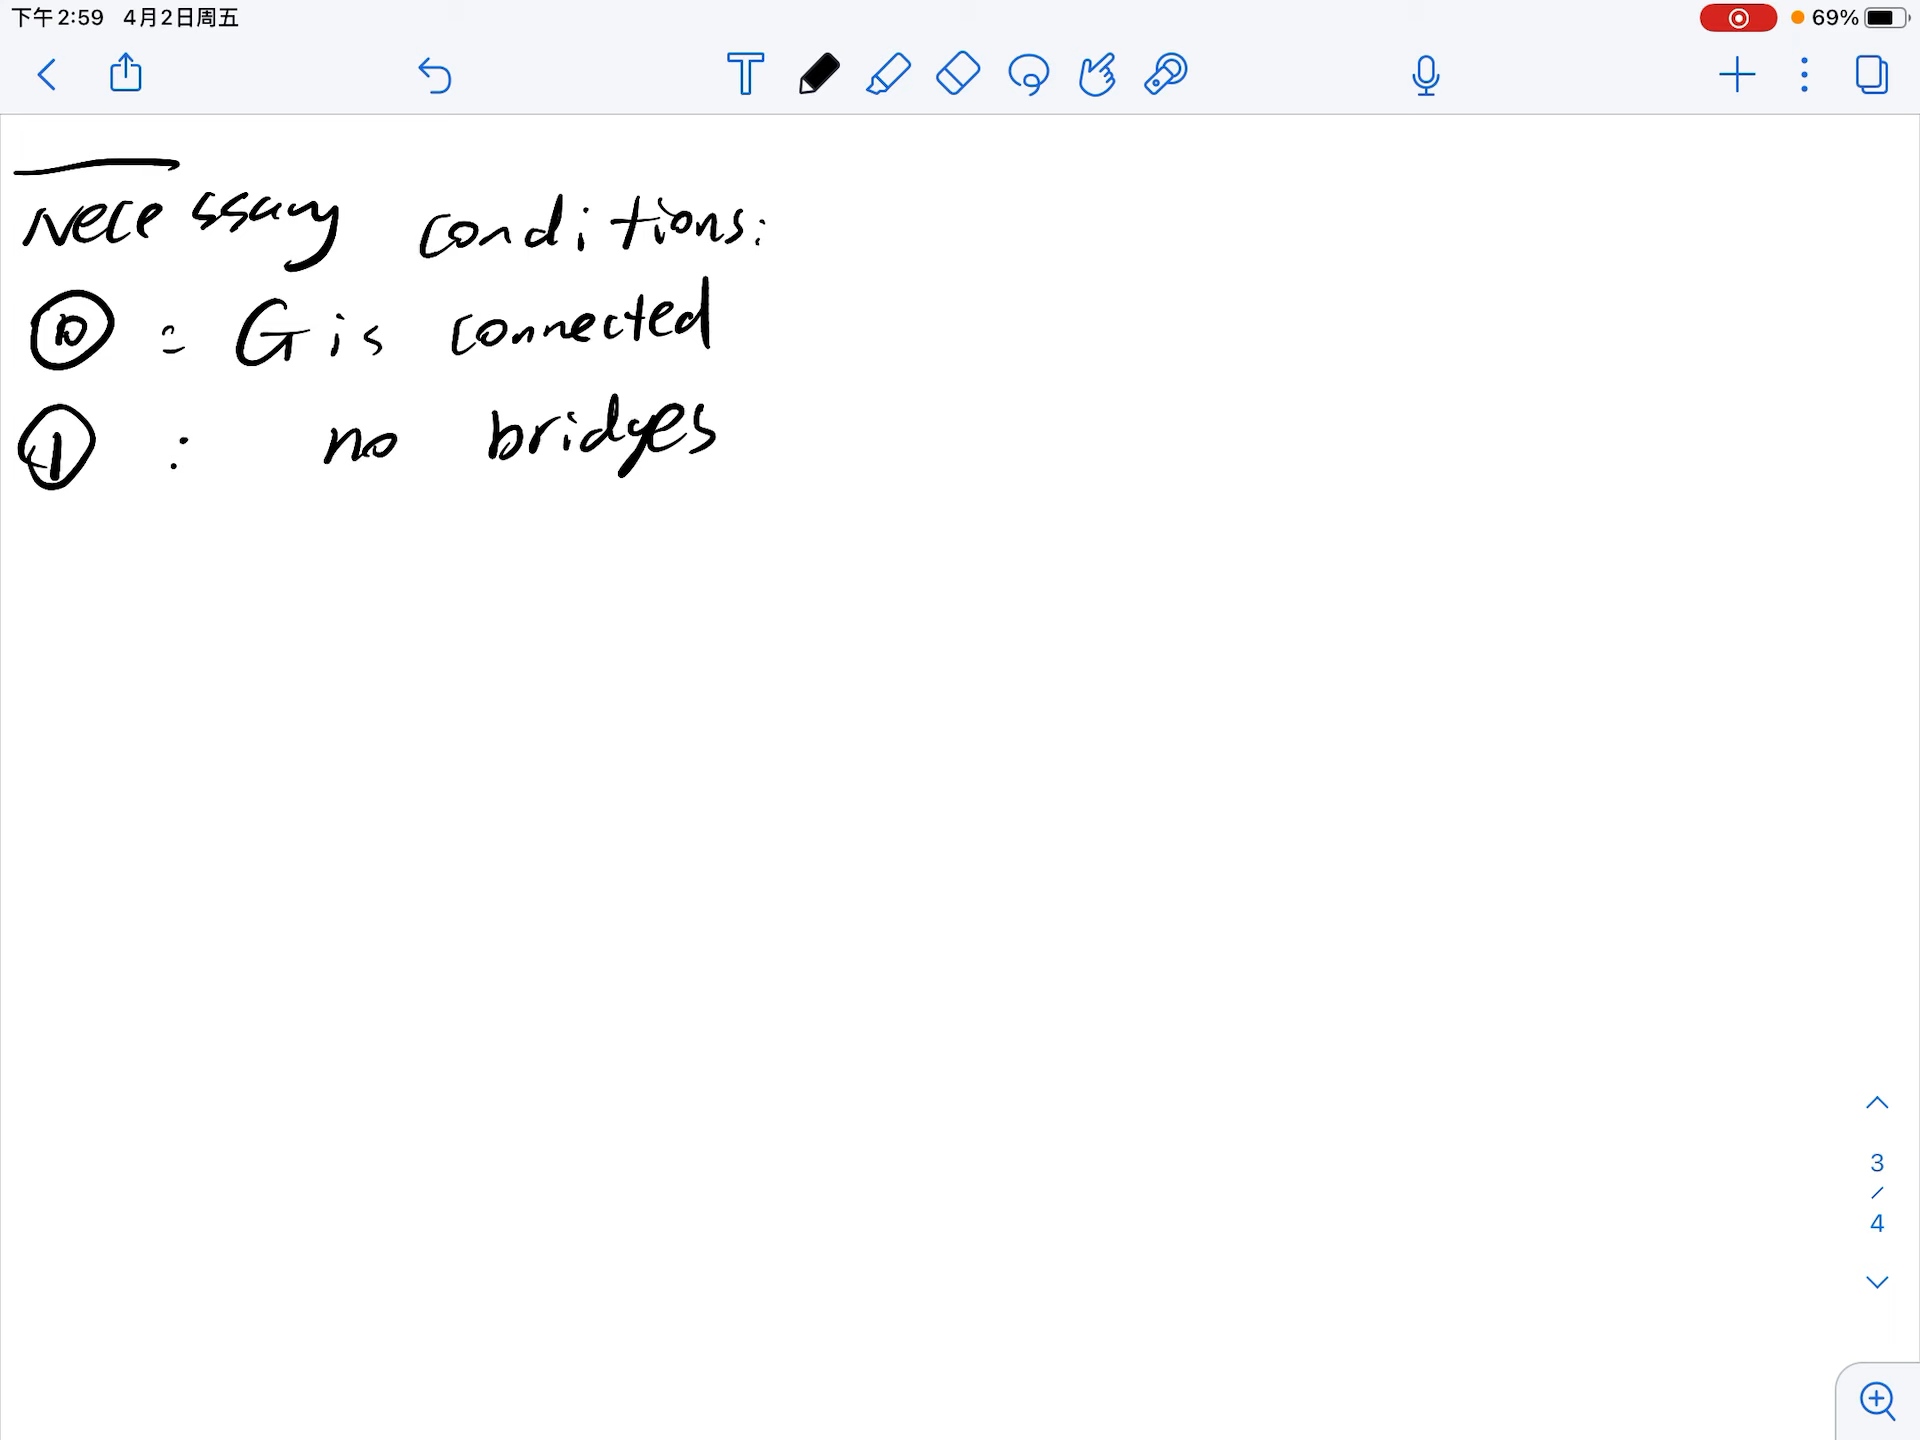 下午2:59 4月2日周五
69%
Necessary conditions:
⓪ : G is connected
① : no bridges
3
/
4